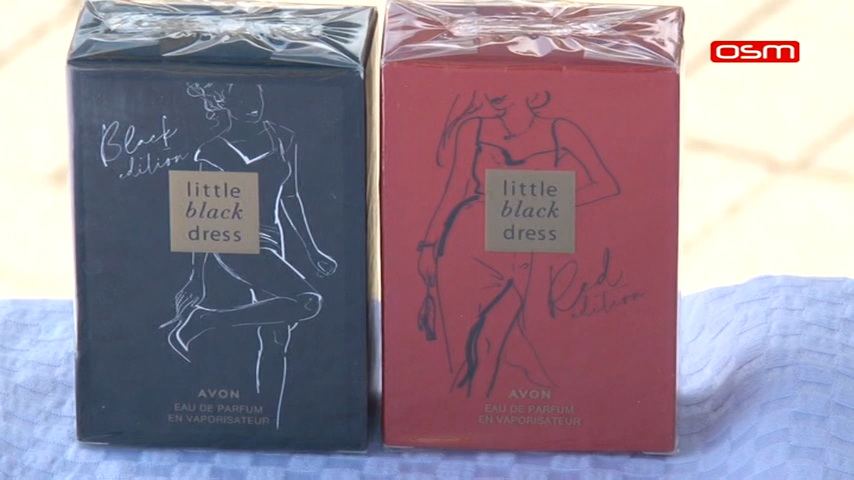 osm
Black
edition
little
black
dress
AVON
EAU DE PARFUM
EN VAPORISATEUR
little
black
dress
Red
edition
AVON
EAU DE PARFUM
EN VAPORISATEUR